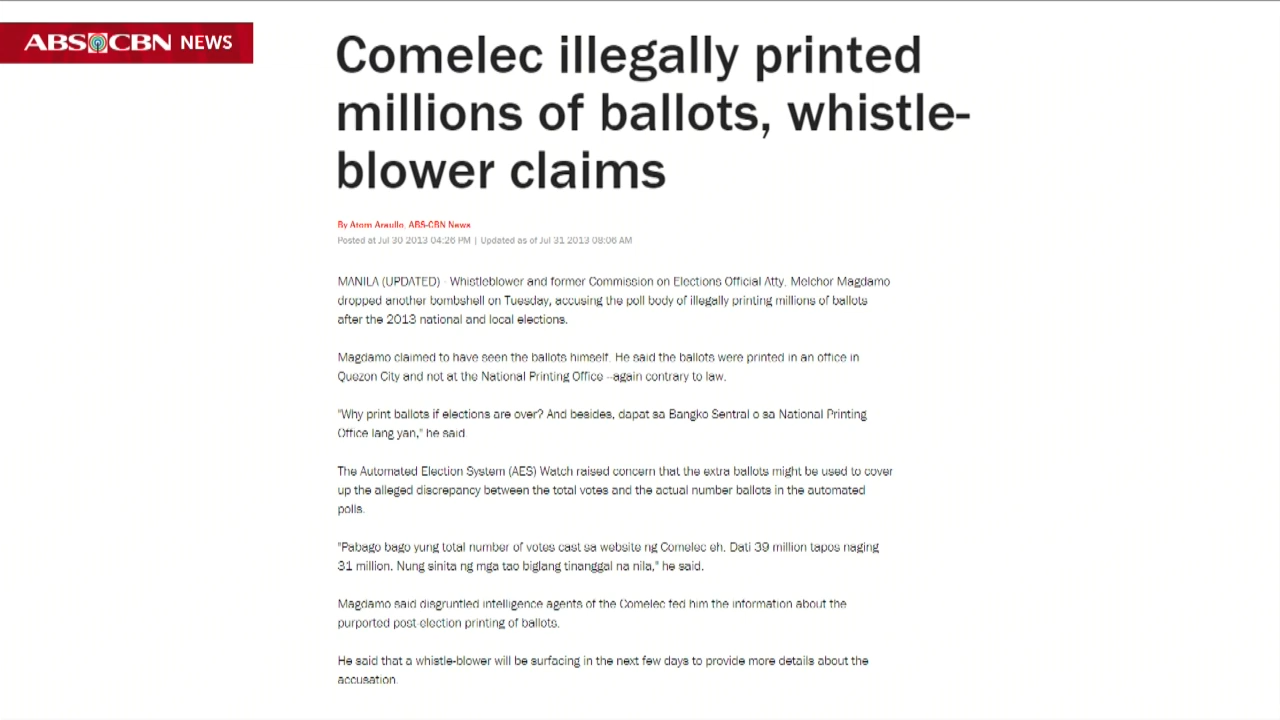 ABS-CBN NEWS
Comelec illegally printed
millions of ballots, whistle-
blower claims
By Atom Araullo, ABS-CBN News
Posted at Jul 30 2013 04:26 PM | Updated as of Jul 31 2013 08:06 AM
MANILA (UPDATED) - Whistleblower and former Commission on Elections Official Atty. Melchor Magdamo
dropped another bombshell on Tuesday, accusing the poll body of illegally printing millions of ballots
after the 2013 national and local elections.
Magdamo claimed to have seen the ballots himself. He said the ballots were printed in an office in
Quezon City and not at the National Printing Office --again contrary to law.
"Why print ballots if elections are over? And besides, dapat sa Bangko Sentral o sa National Printing
Office lang yan," he said.
The Automated Election System (AES) Watch raised concern that the extra ballots might be used to cover
up the alleged discrepancy between the total votes and the actual number ballots in the automated
polls.
"Pabago bago yung total number of votes cast sa website ng Comelec eh. Dati 39 million tapos naging
31 million. Nung sinita ng mga tao biglang tinanggal na nila," he said.
Magdamo said disgruntled intelligence agents of the Comelec fed him the information about the
purported post-election printing of ballots.
He said that a whistle-blower will be surfacing in the next few days to provide more details about the
accusation.